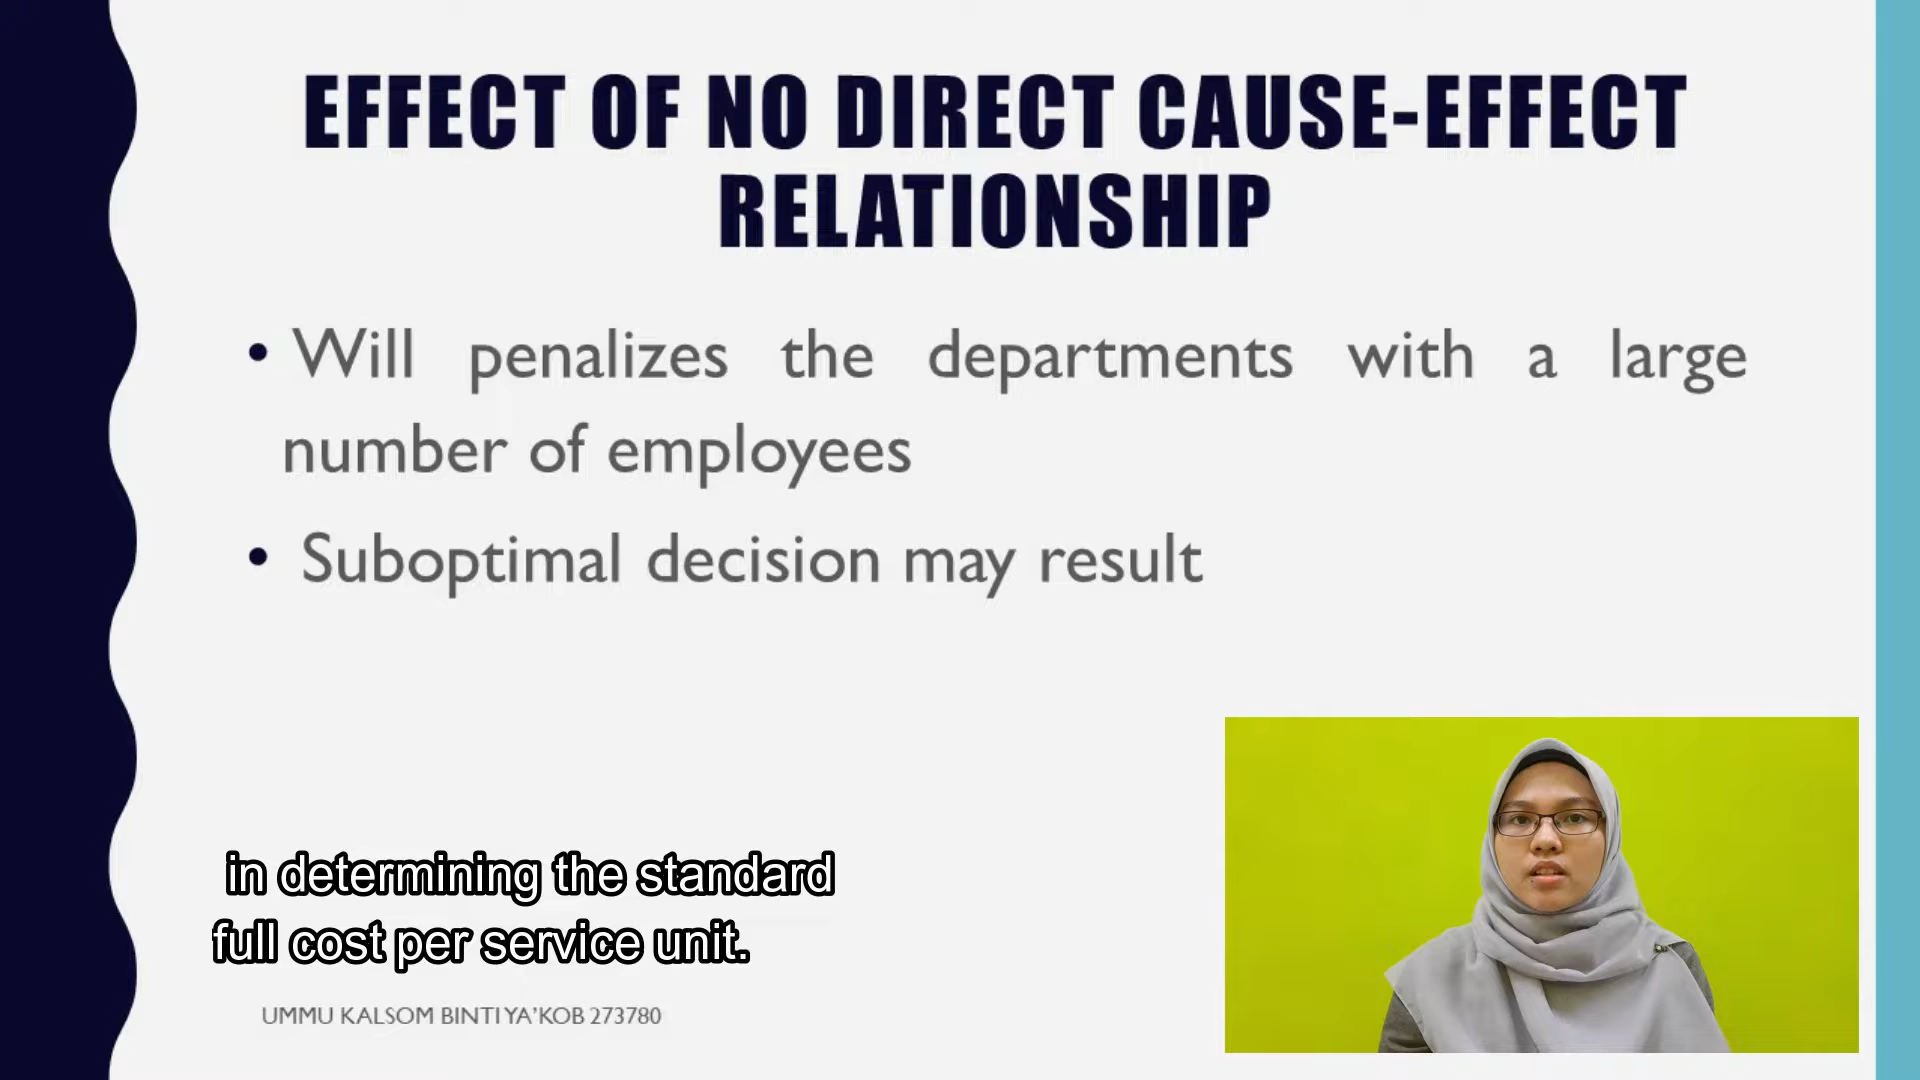 EFFECT OF NO DIRECT CAUSE-EFFECT
RELATIONSHIP
• Will penalizes the departments with a large
number of employees
• Suboptimal decision may result
in determining the standard
full cost per service unit.
UMMU KALSOM BINTI YA'KOB 273780